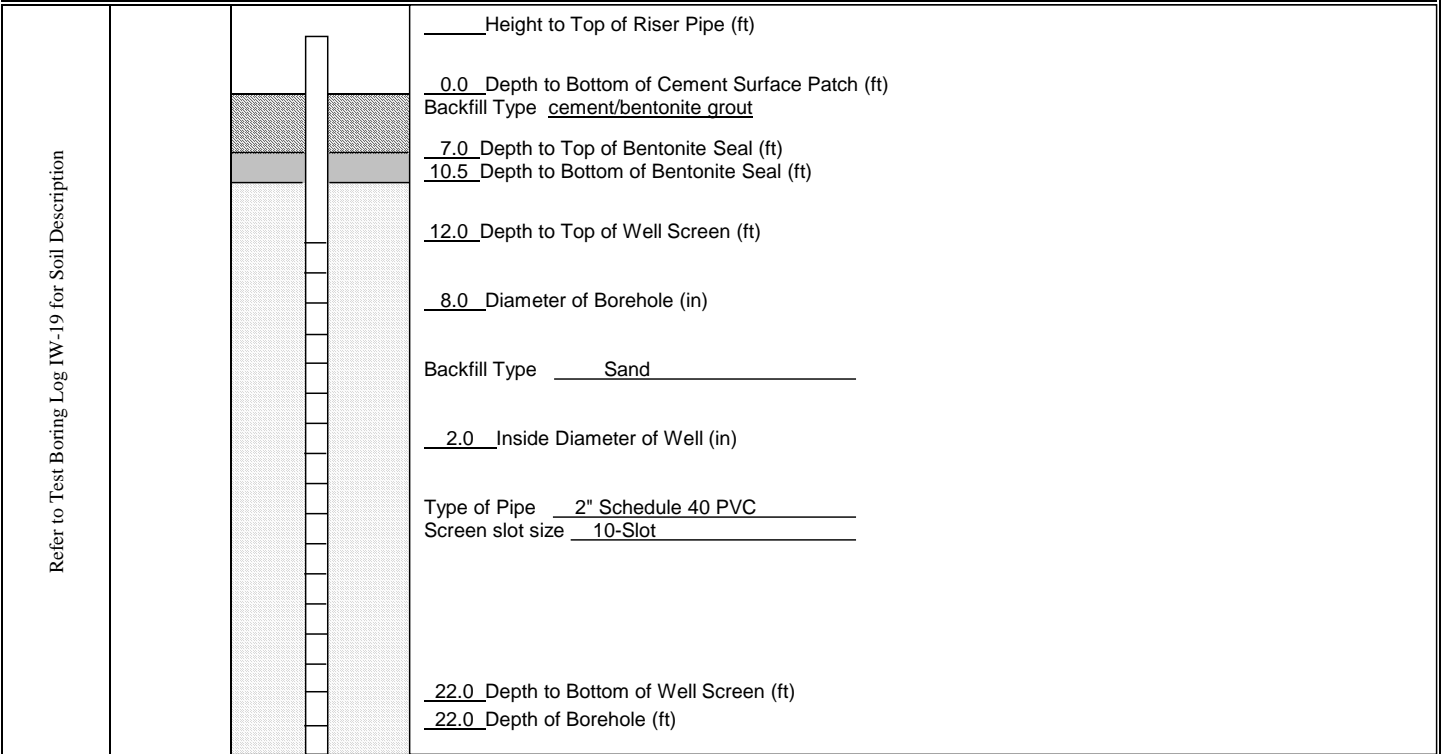 Refer to Test Boring Log IW-19 for Soil Description
Height to Top of Riser Pipe (ft)
0.0 Depth to Bottom of Cement Surface Patch (ft)
Backfill Type cement/bentonite grout
7.0 Depth to Top of Bentonite Seal (ft)
10.5 Depth to Bottom of Bentonite Seal (ft)
12.0 Depth to Top of Well Screen (ft)
8.0 Diameter of Borehole (in)
Backfill Type Sand
2.0 Inside Diameter of Well (in)
Type of Pipe 2" Schedule 40 PVC
Screen slot size 10-Slot
22.0 Depth to Bottom of Well Screen (ft)
22.0 Depth of Borehole (ft)